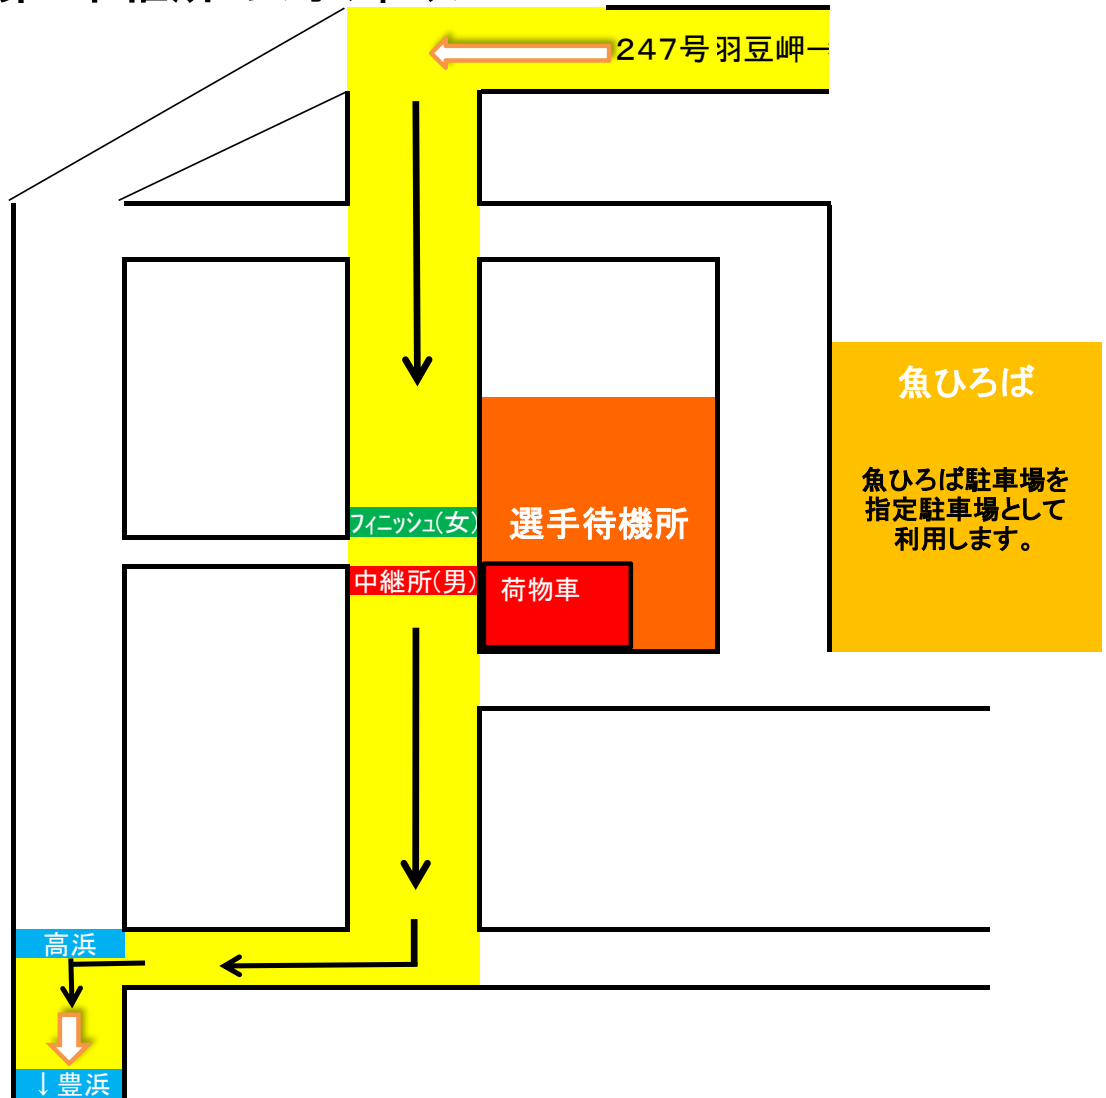 247号 羽豆岬
魚ひろば
魚ひろば駐車場を
指定駐車場として
利用します。
フィニッシュ(女)
選手待機所
中継所(男)
荷物車
高浜
↓豊浜